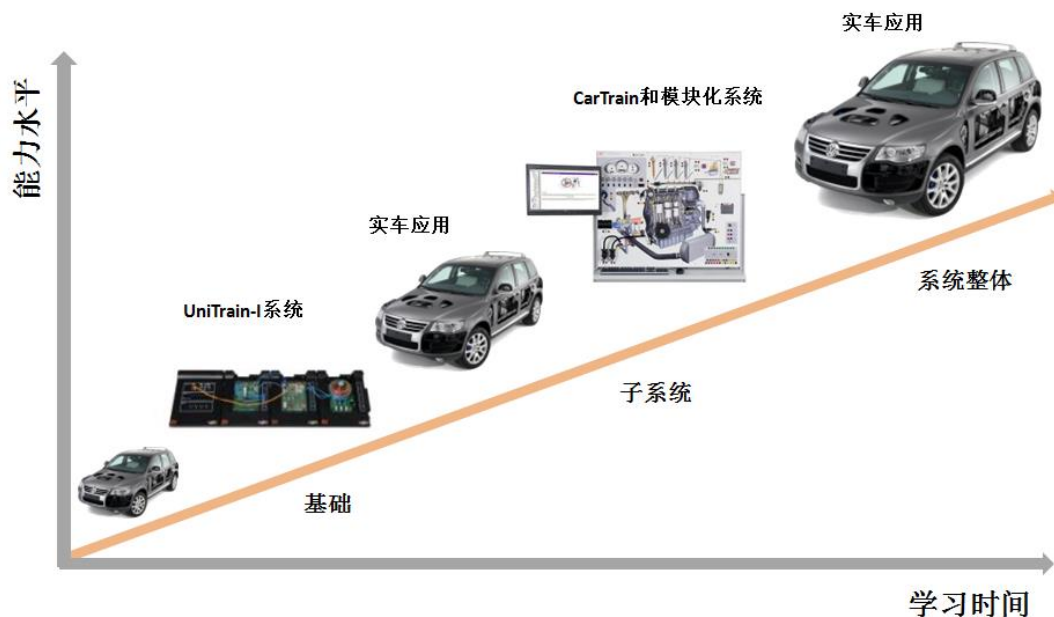 实车应用
能力水平
CarTrain和模块化系统
实车应用
系统整体
UniTrain-I系统
子系统
基础
学习时间